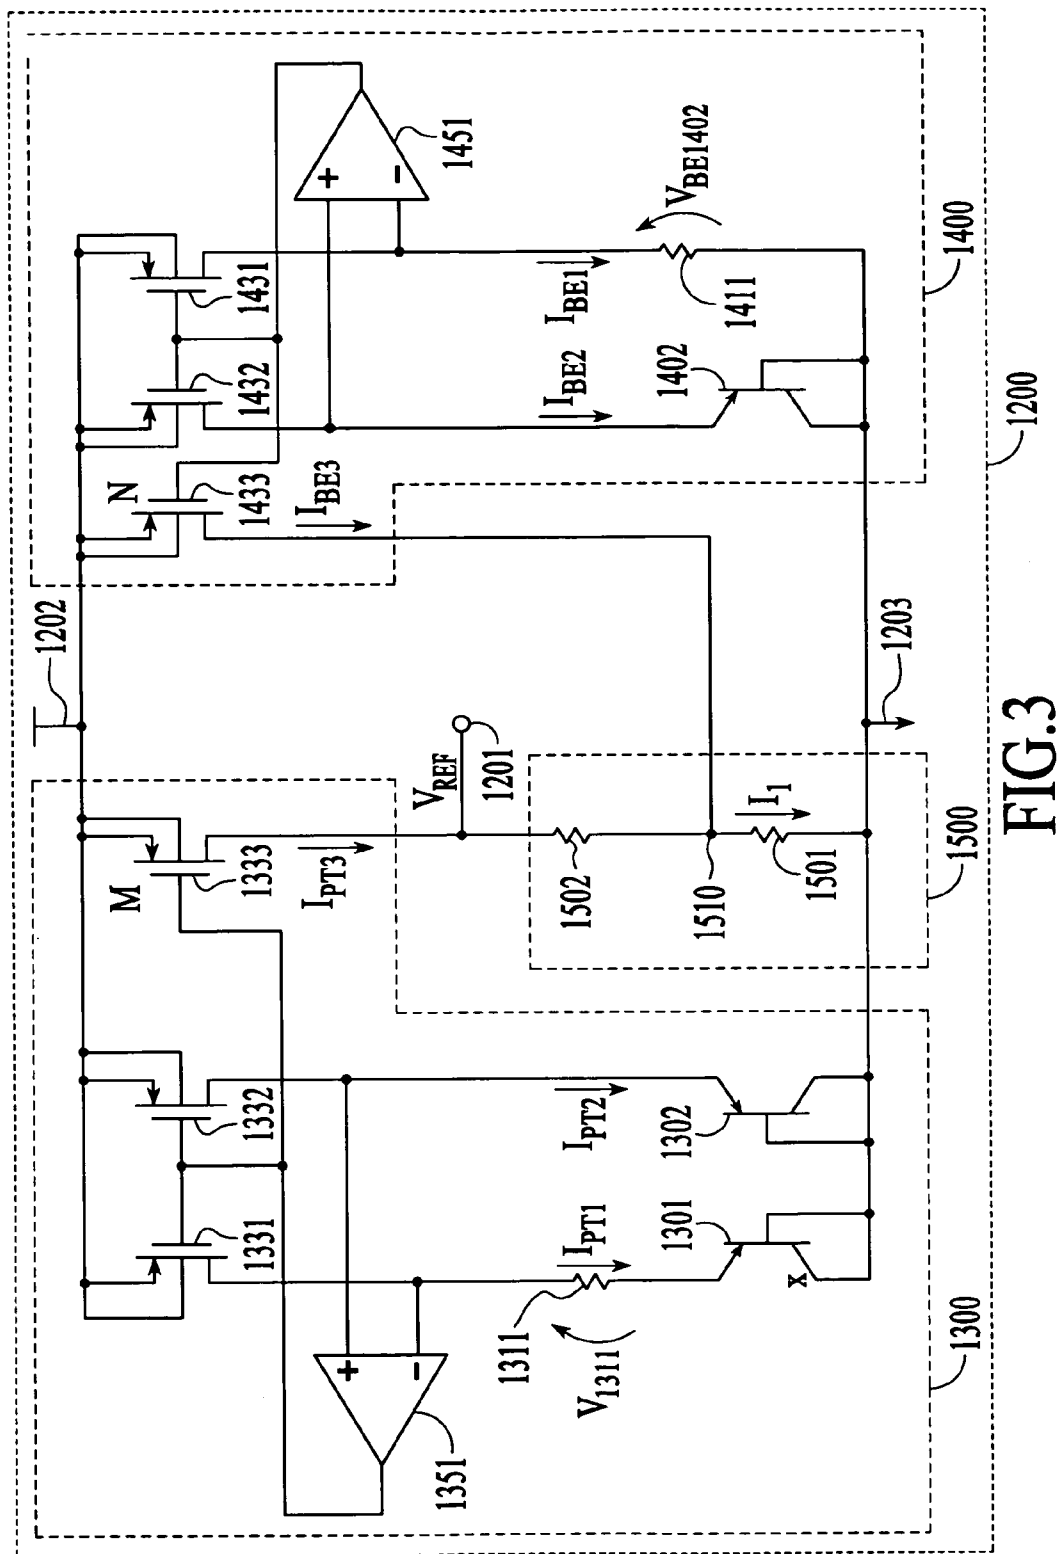 1202
M
N
1331
1332
1333
1433
1432
1431
I_PT3
I_BE3
+
−
+
−
1351
V_REF
1451
1201
1311
V_1311
I_PT1
I_PT2
1502
I_BE2
I_BE1
1301
1302
1510
1402
V_BE1402
1411
I_1
x
1501
1203
1300
1500
1400
1200
FIG.3